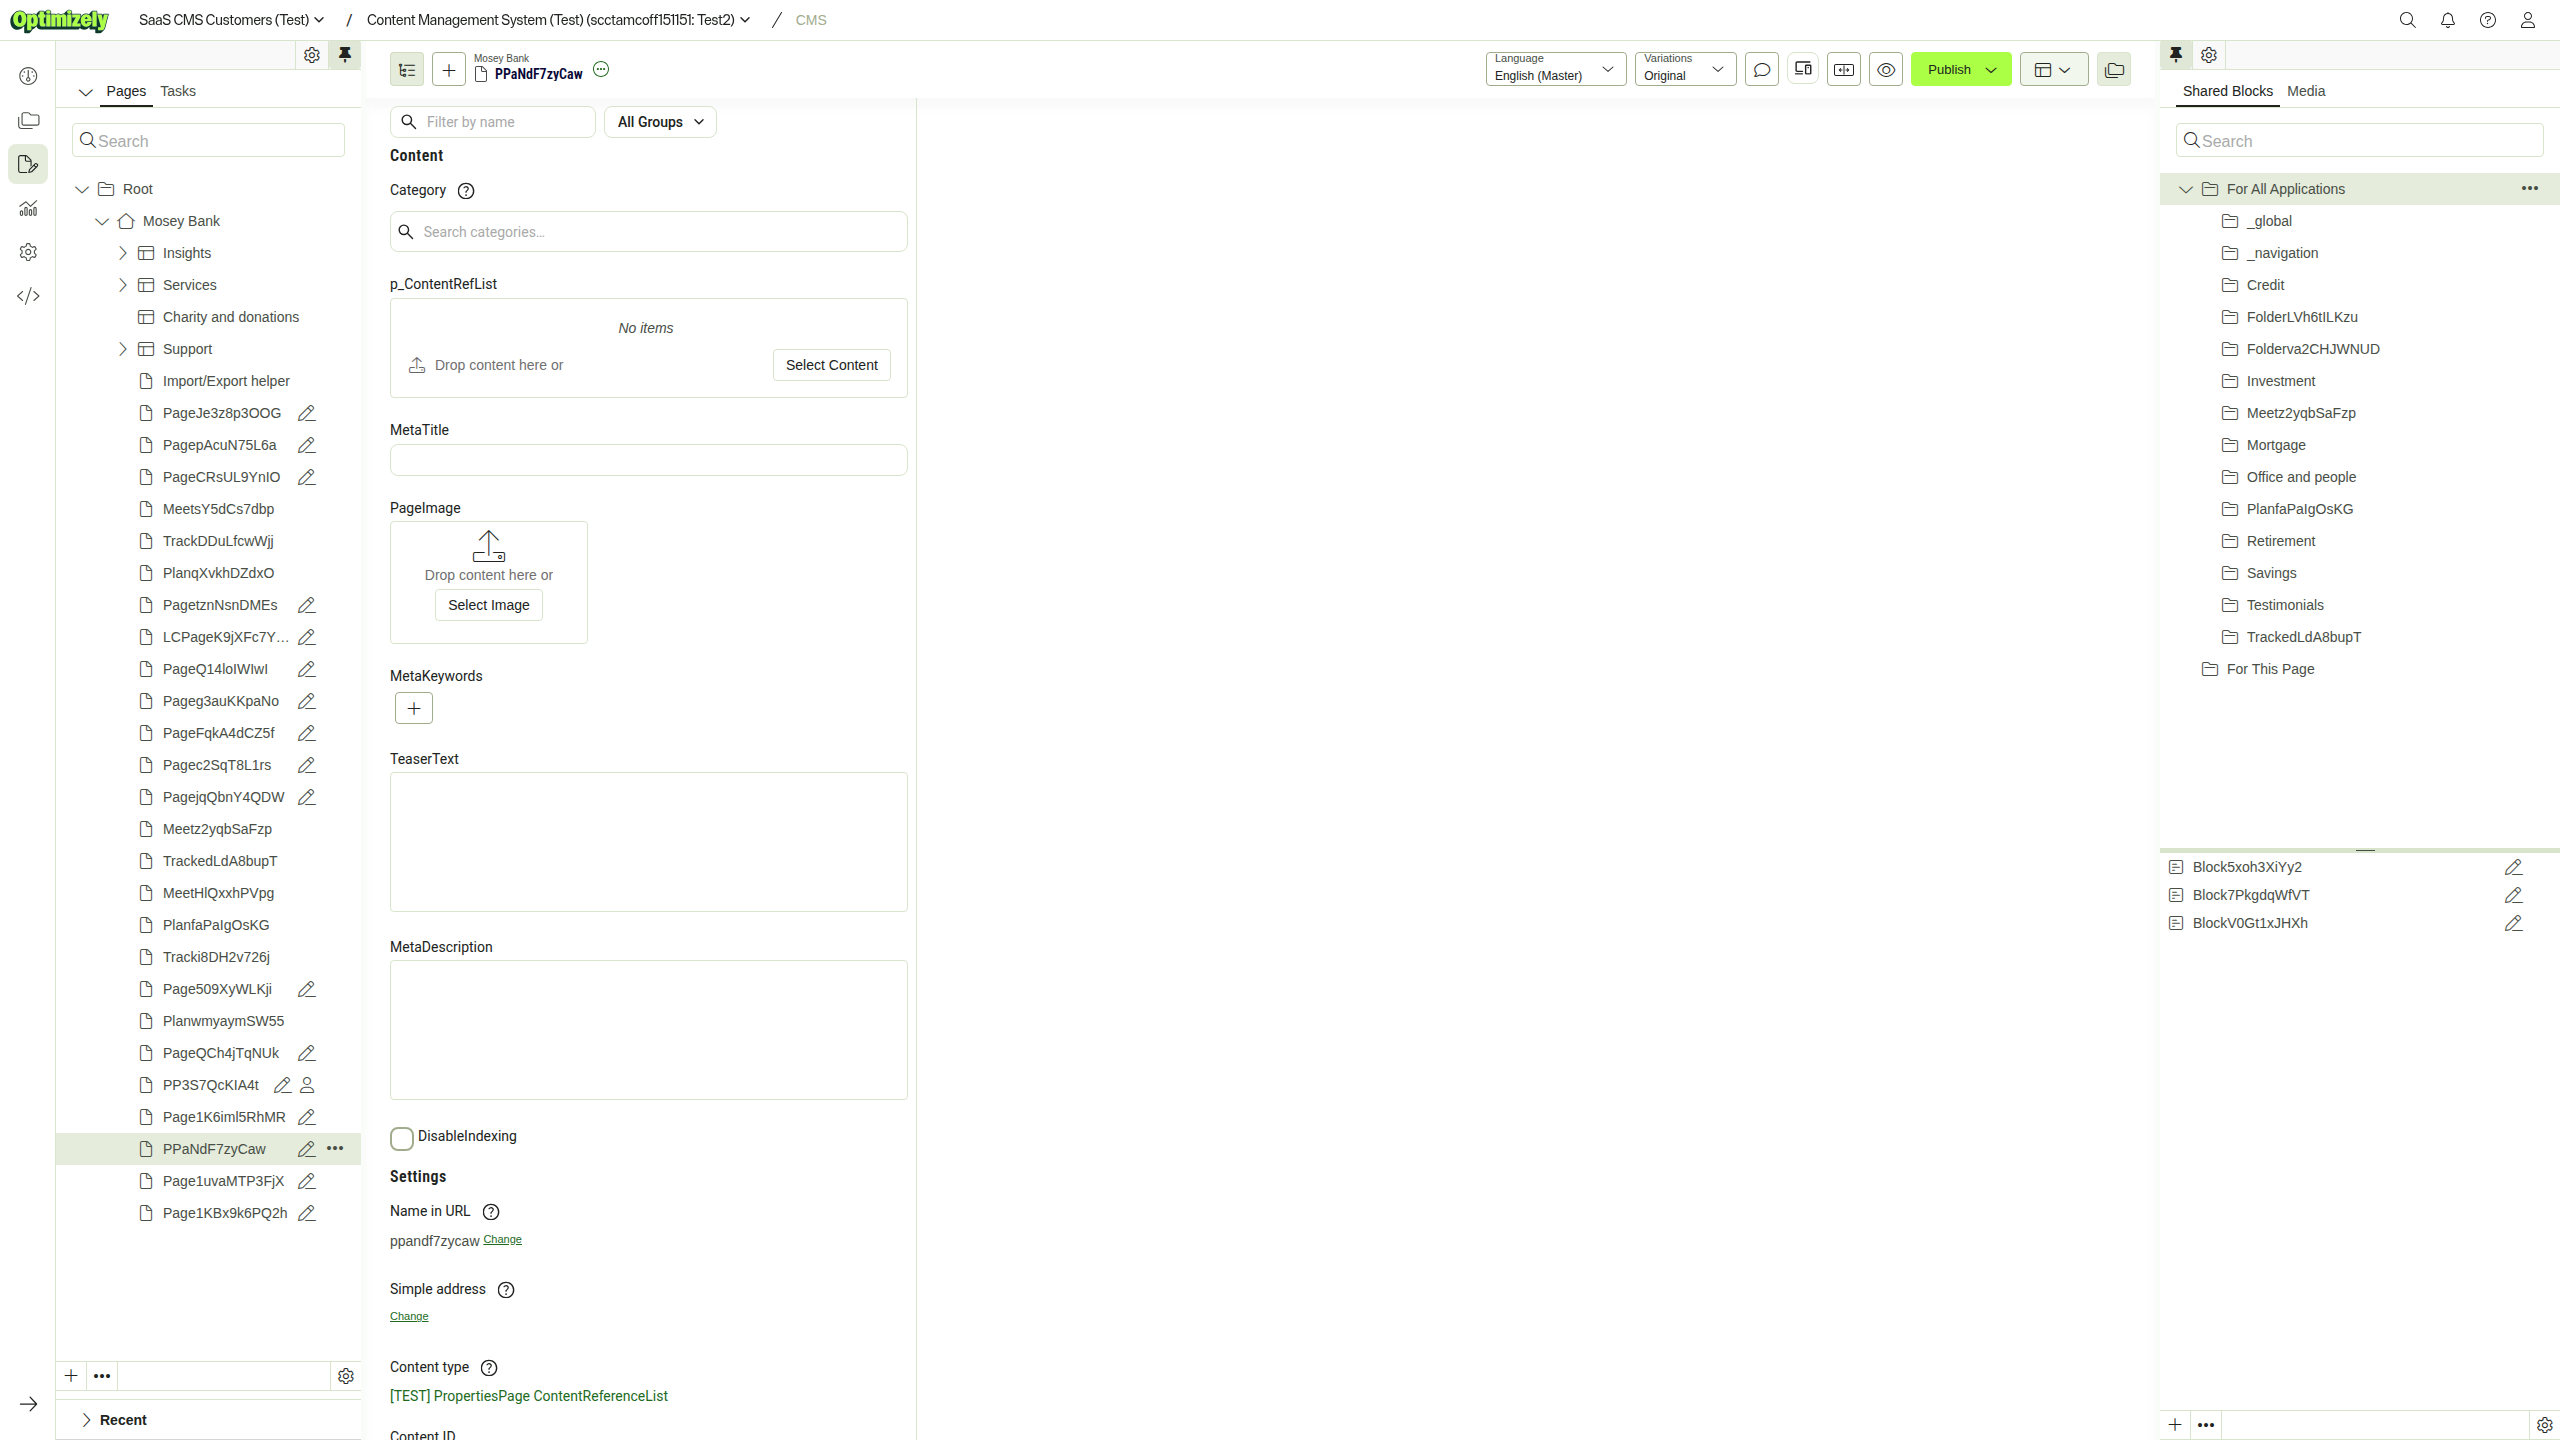 Optimizely
SaaS CMS Customers (Test) / Content Management System (Test) (scctamcoff151151: Test2) / CMS
Pages Tasks
Search
Root
Mosey Bank
Insights
Services
Charity and donations
Support
Import/Export helper
PageJe3z8p3OOG
PagepAcuN75L6a
PageCRsUL9YnIO
MeetsY5dCs7dbp
TrackDDuLfcwWjj
PlanqXvkhDZdxO
PagetznNsnDMEs
LCPageK9jXFc7Y…
PageQ14loIWIwI
Pageg3auKKpaNo
PageFqkA4dCZ5f
Pagec2SqT8L1rs
PagejqQbnY4QDW
Meetz2yqbSaFzp
TrackedLdA8bupT
MeetHlQxxhPVpg
PlanfaPaIgOsKG
Tracki8DH2v726j
Page509XyWLKji
PlanwmyaymSW55
PageQCh4jTqNUk
PP3S7QcKIA4t
Page1K6iml5RhMR
PPaNdF7zyCaw
Page1uvaMTP3FjX
Page1KBx9k6PQ2h
Recent
Mosey Bank
PPaNdF7zyCaw
Language
English (Master)
Variations
Original
Publish
Filter by name
All Groups
Content
Category
Search categories...
p_ContentRefList
No items
Drop content here or
Select Content
MetaTitle
PageImage
Drop content here or
Select Image
MetaKeywords
TeaserText
MetaDescription
DisableIndexing
Settings
Name in URL
ppandf7zycaw Change
Simple address
Change
Content type
[TEST] PropertiesPage ContentReferenceList
Content ID
Shared Blocks Media
Search
For All Applications
_global
_navigation
Credit
FolderLVh6tILKzu
Folderva2CHJWNUD
Investment
Meetz2yqbSaFzp
Mortgage
Office and people
PlanfaPaIgOsKG
Retirement
Savings
Testimonials
TrackedLdA8bupT
For This Page
Block5xoh3XiYy2
Block7PkgdqWfVT
BlockV0Gt1xJHXh